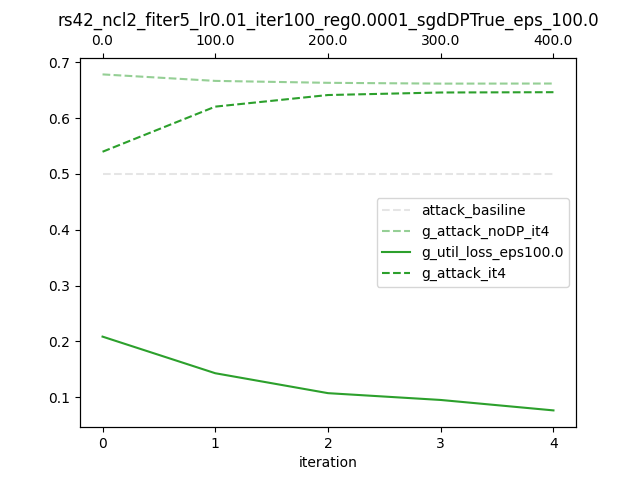 rs42_ncl2_fiter5_lr0.01_iter100_reg0.0001_sgdDPTrue_eps_100.0
0.0 100.0 200.0 300.0 400.0
0.7
0.6
0.5
0.4
0.3
0.2
0.1
attack_basiline
g_attack_noDP_it4
g_util_loss_eps100.0
g_attack_it4
0 1 2 3 4
iteration